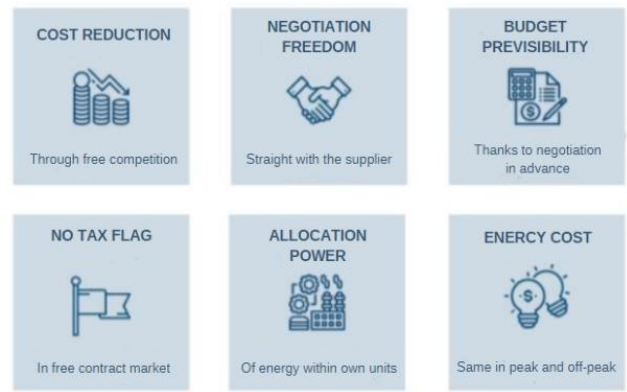 COST REDUCTION
Through free competition
NEGOTIATION
FREEDOM
Straight with the supplier
BUDGET
PREVISIBILITY
Thanks to negotiation
in advance
NO TAX FLAG
In free contract market
ALLOCATION
POWER
Of energy within own units
ENERCY COST
Same in peak and off-peak